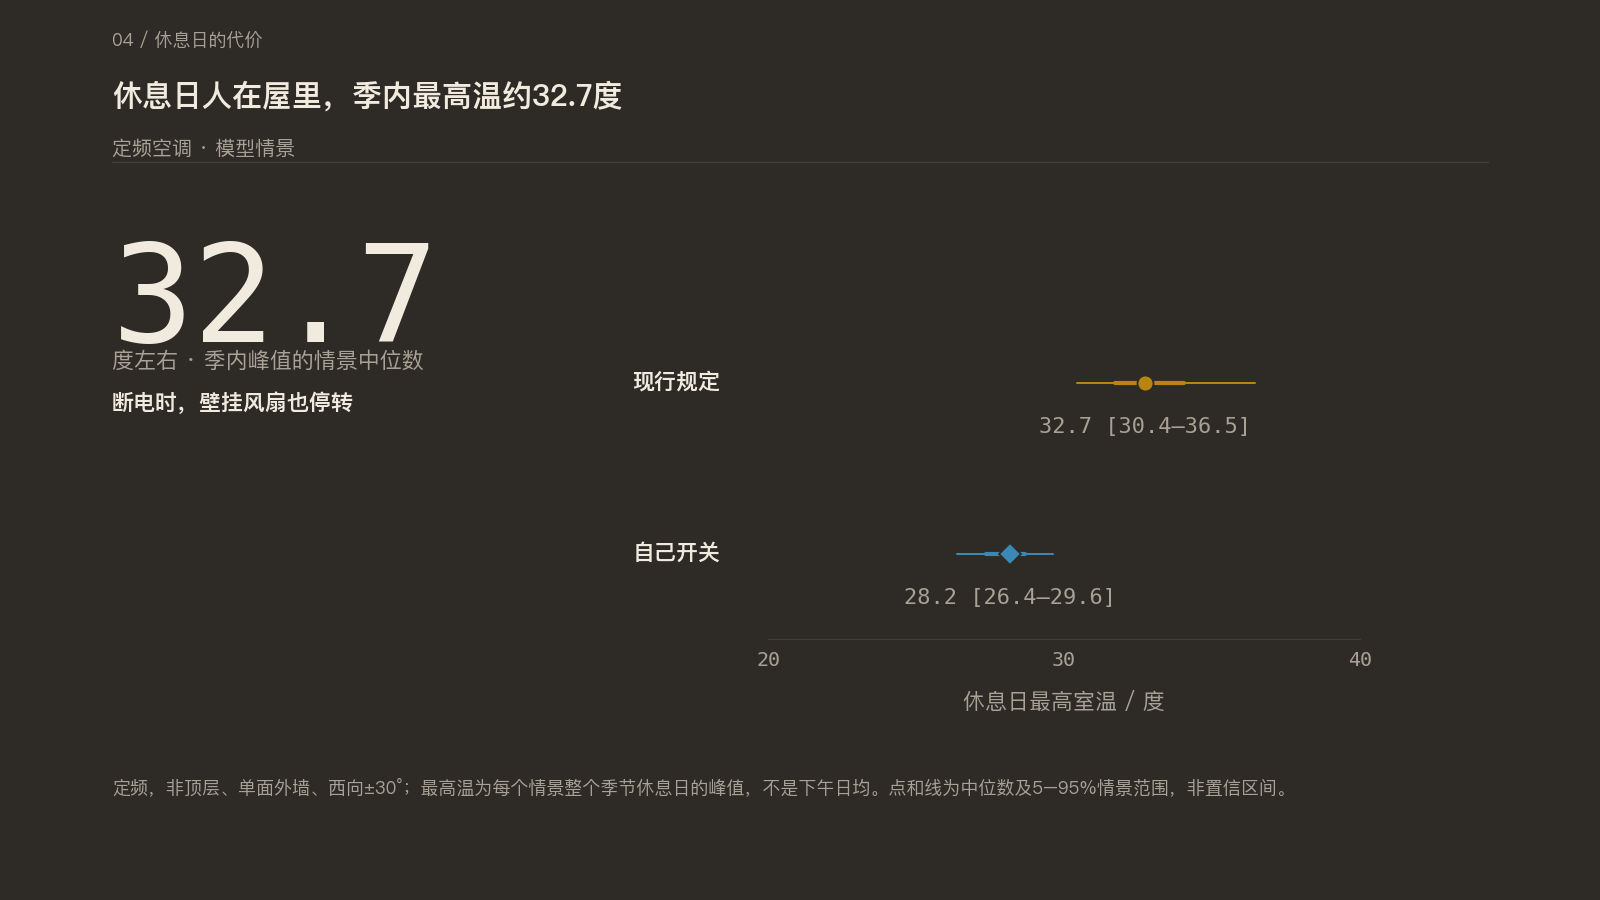 04 / 休息日的代价
休息日人在屋里，季内最高温约32.7度
定频空调 · 模型情景
32.7
度左右 · 季内峰值的情景中位数
断电时，壁挂风扇也停转
现行规定
32.7 [30.4—36.5]
自己开关
28.2 [26.4—29.6]
20 30 40
休息日最高室温 / 度
定频，非顶层、单面外墙、西向±30°；最高温为每个情景整个季节休息日的峰值，不是下午日均。点和线为中位数及5—95%情景范围，非置信区间。